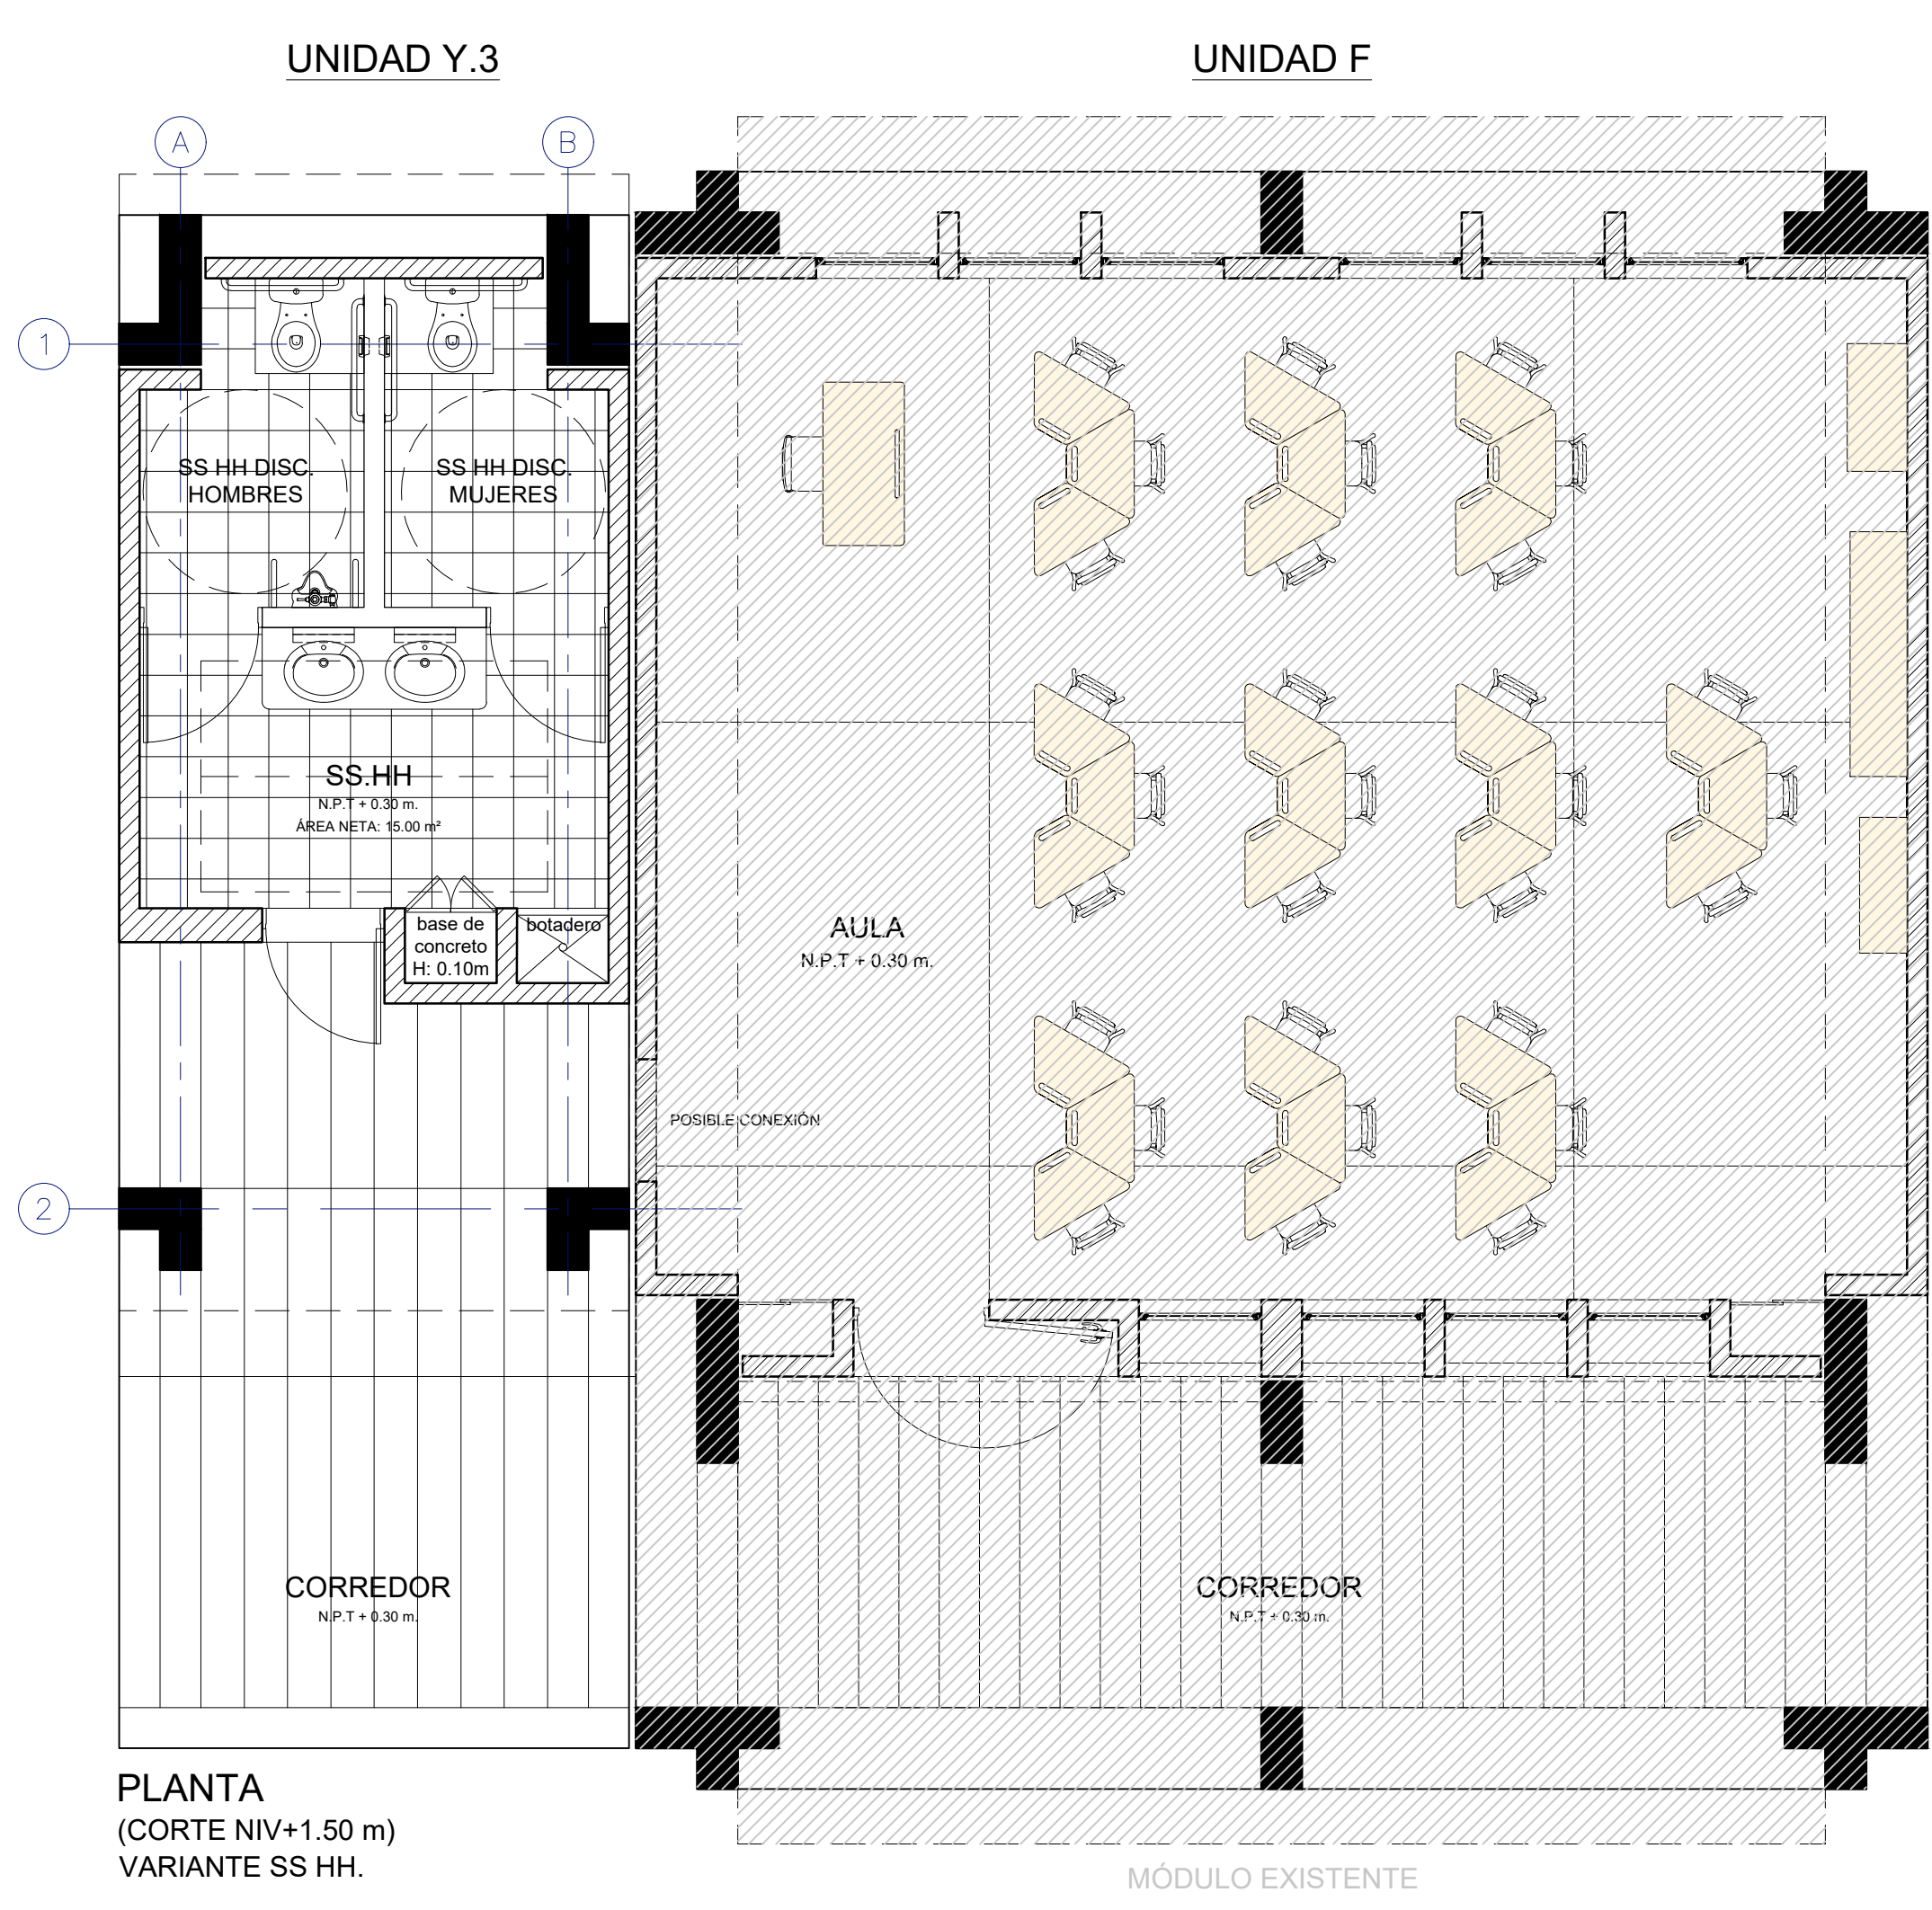 UNIDAD Y.3
UNIDAD F
A
B
1
SS HH DISC.
HOMBRES
SS HH DISC.
MUJERES
SS.HH
N.P.T + 0.30 m.
ÁREA NETA: 15.00 m²
base de
concreto
H: 0.10m
botadero
AULA
N.P.T + 0.30 m.
POSIBLE CONEXIÓN
2
CORREDOR
N.P.T + 0.30 m.
CORREDOR
N.P.T + 0.30 m.
PLANTA
(CORTE NIV+1.50 m)
VARIANTE SS HH.
MÓDULO EXISTENTE